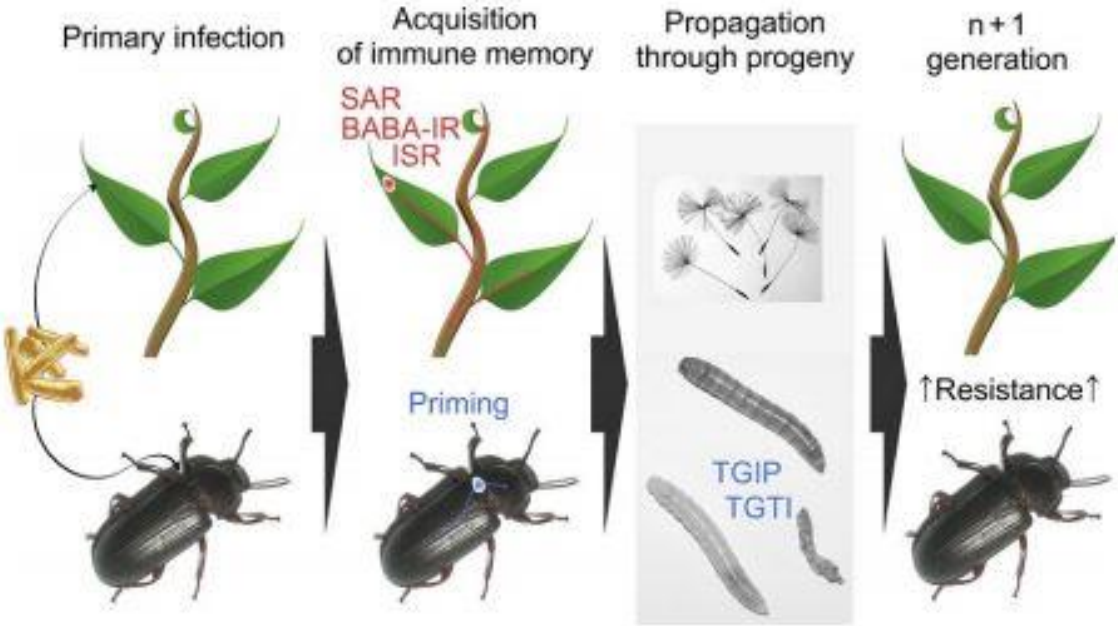 Primary infection
Acquisition
of immune memory
Propagation
through progeny
n + 1
generation
SAR
BABA-IR
ISR
Priming
TGIP
TGTI
↑Resistance↑